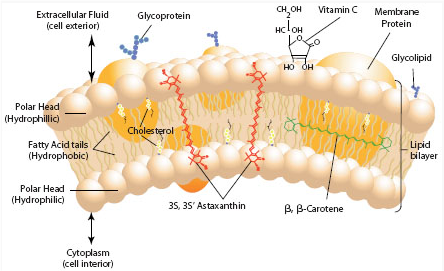 Extracellular Fluid
(cell exterior)
Glycoprotein
CH₂OH
HC OH
O
O
HO OH
Vitamin C
Membrane
Protein
Glycolipid
Polar Head
(Hydrophillic)
Cholesterol
Fatty Acid tails
(Hydrophobic)
Lipid
bilayer
Polar Head
(Hydrophilic)
3S, 3S' Astaxanthin
β, β-Carotene
Cytoplasm
(cell interior)